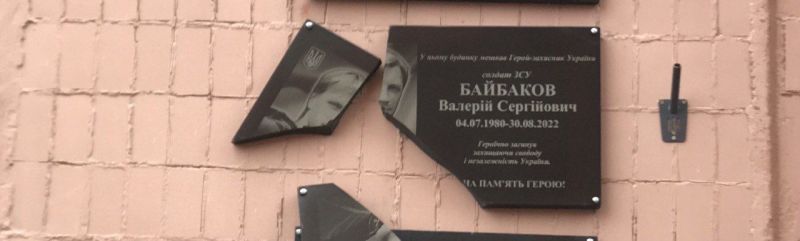 У цьому будинку мешкав Герой-захисник України
солдат ЗСУ
БАЙБАКОВ
Валерій Сергійович
04.07.1980-30.08.2022
Геройчно загинув
захищаючи свободу
і незалежність України.
НА ПАМ'ЯТЬ ГЕРОЮ!